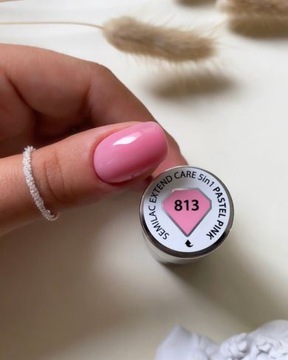 SEMILAC EXTEND CARE 5in1 PASTEL PINK
813